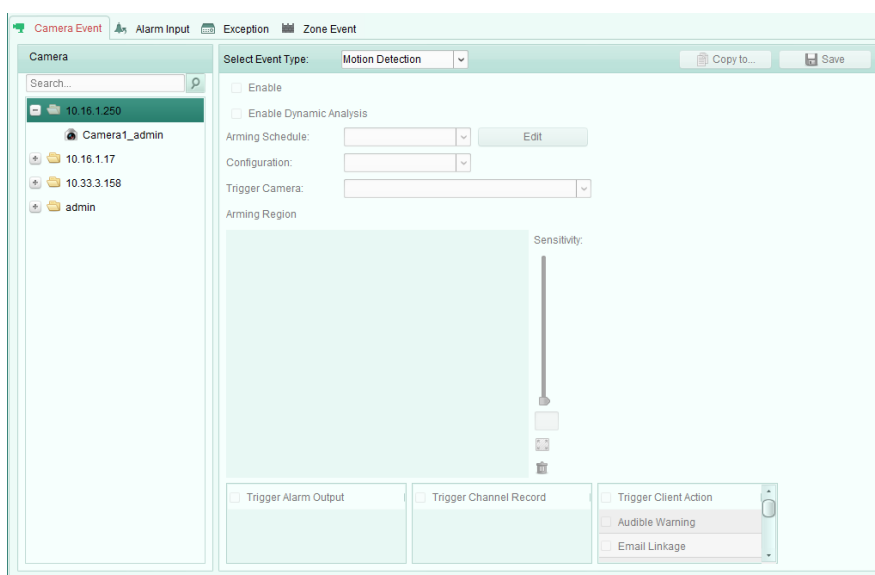 Camera Event Alarm Input Exception Zone Event
Camera
Search...
10.16.1.250
Camera1_admin
10.16.1.17
10.33.3.158
admin
Select Event Type: Motion Detection Copy to... Save
Enable
Enable Dynamic Analysis
Arming Schedule: Edit
Configuration:
Trigger Camera:
Arming Region
Sensitivity:
Trigger Alarm Output Trigger Channel Record Trigger Client Action
Audible Warning
Email Linkage